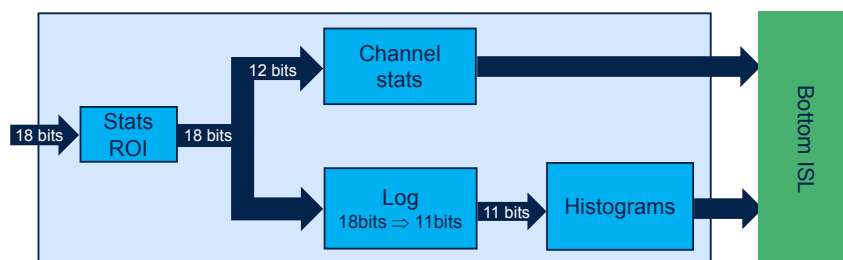 18 bits
Stats
ROI
18 bits
12 bits
Channel
stats
Log
18bits ⇒ 11bits
11 bits
Histograms
Bottom ISL